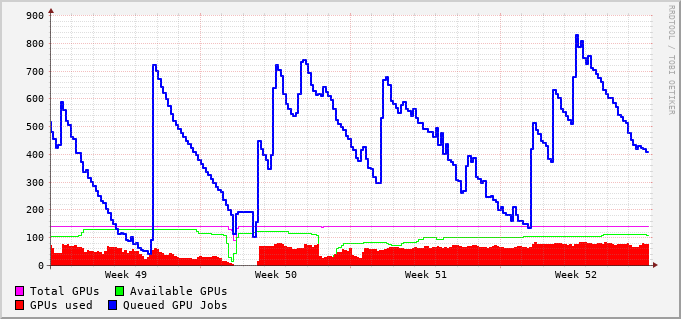 900
800
700
600
500
400
300
200
100
0
Week 49 Week 50 Week 51 Week 52
Total GPUs Available GPUs
GPUs used Queued GPU Jobs
RRDTOOL / TOBI OETIKER